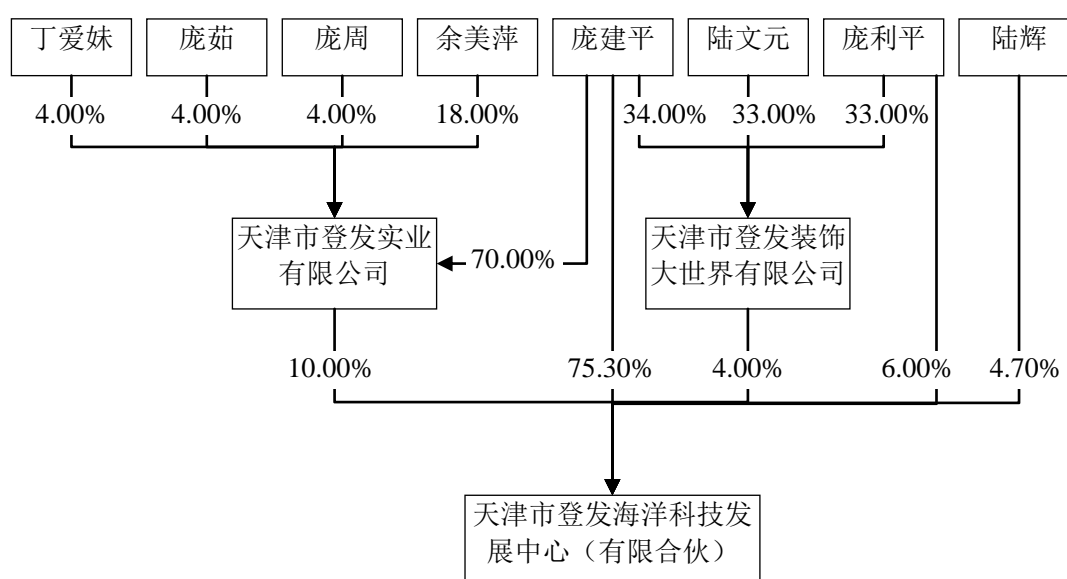 丁爱妹
庞茹
庞周
余美萍
庞建平
陆文元
庞利平
陆辉
4.00%
4.00%
4.00%
18.00%
34.00%
33.00%
33.00%
天津市登发实业
有限公司
70.00%
天津市登发装饰
大世界有限公司
10.00%
75.30%
4.00%
6.00%
4.70%
天津市登发海洋科技发
展中心（有限合伙）